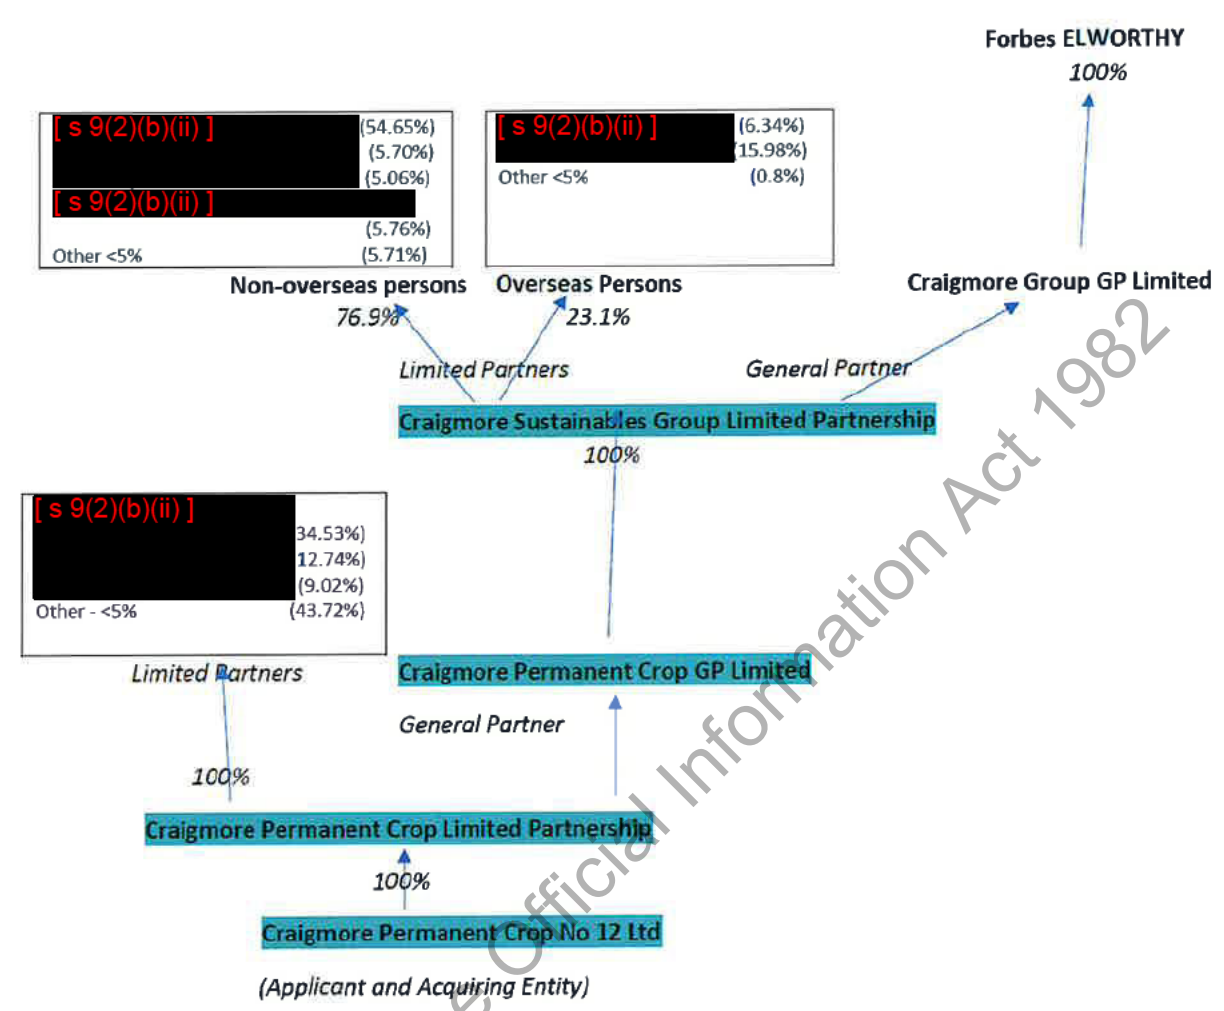 Forbes ELWORTHY
100%
[ s 9(2)(b)(ii) ] (54.65%)
(5.70%)
(5.06%)
[ s 9(2)(b)(ii) ]
(5.76%)
Other <5% (5.71%)
[ s 9(2)(b)(ii) ] (6.34%)
(15.98%)
Other <5% (0.8%)
Non-overseas persons
76.9%
Overseas Persons
23.1%
Craigmore Group GP Limited
Limited Partners
General Partner
Craigmore Sustainables Group Limited Partnership
100%
[ s 9(2)(b)(ii) ]
34.53%)
12.74%)
(9.02%)
Other - <5% (43.72%)
Limited Partners
Craigmore Permanent Crop GP Limited
General Partner
100%
Craigmore Permanent Crop Limited Partnership
100%
Craigmore Permanent Crop No 12 Ltd
(Applicant and Acquiring Entity)
Official Information Act 1982